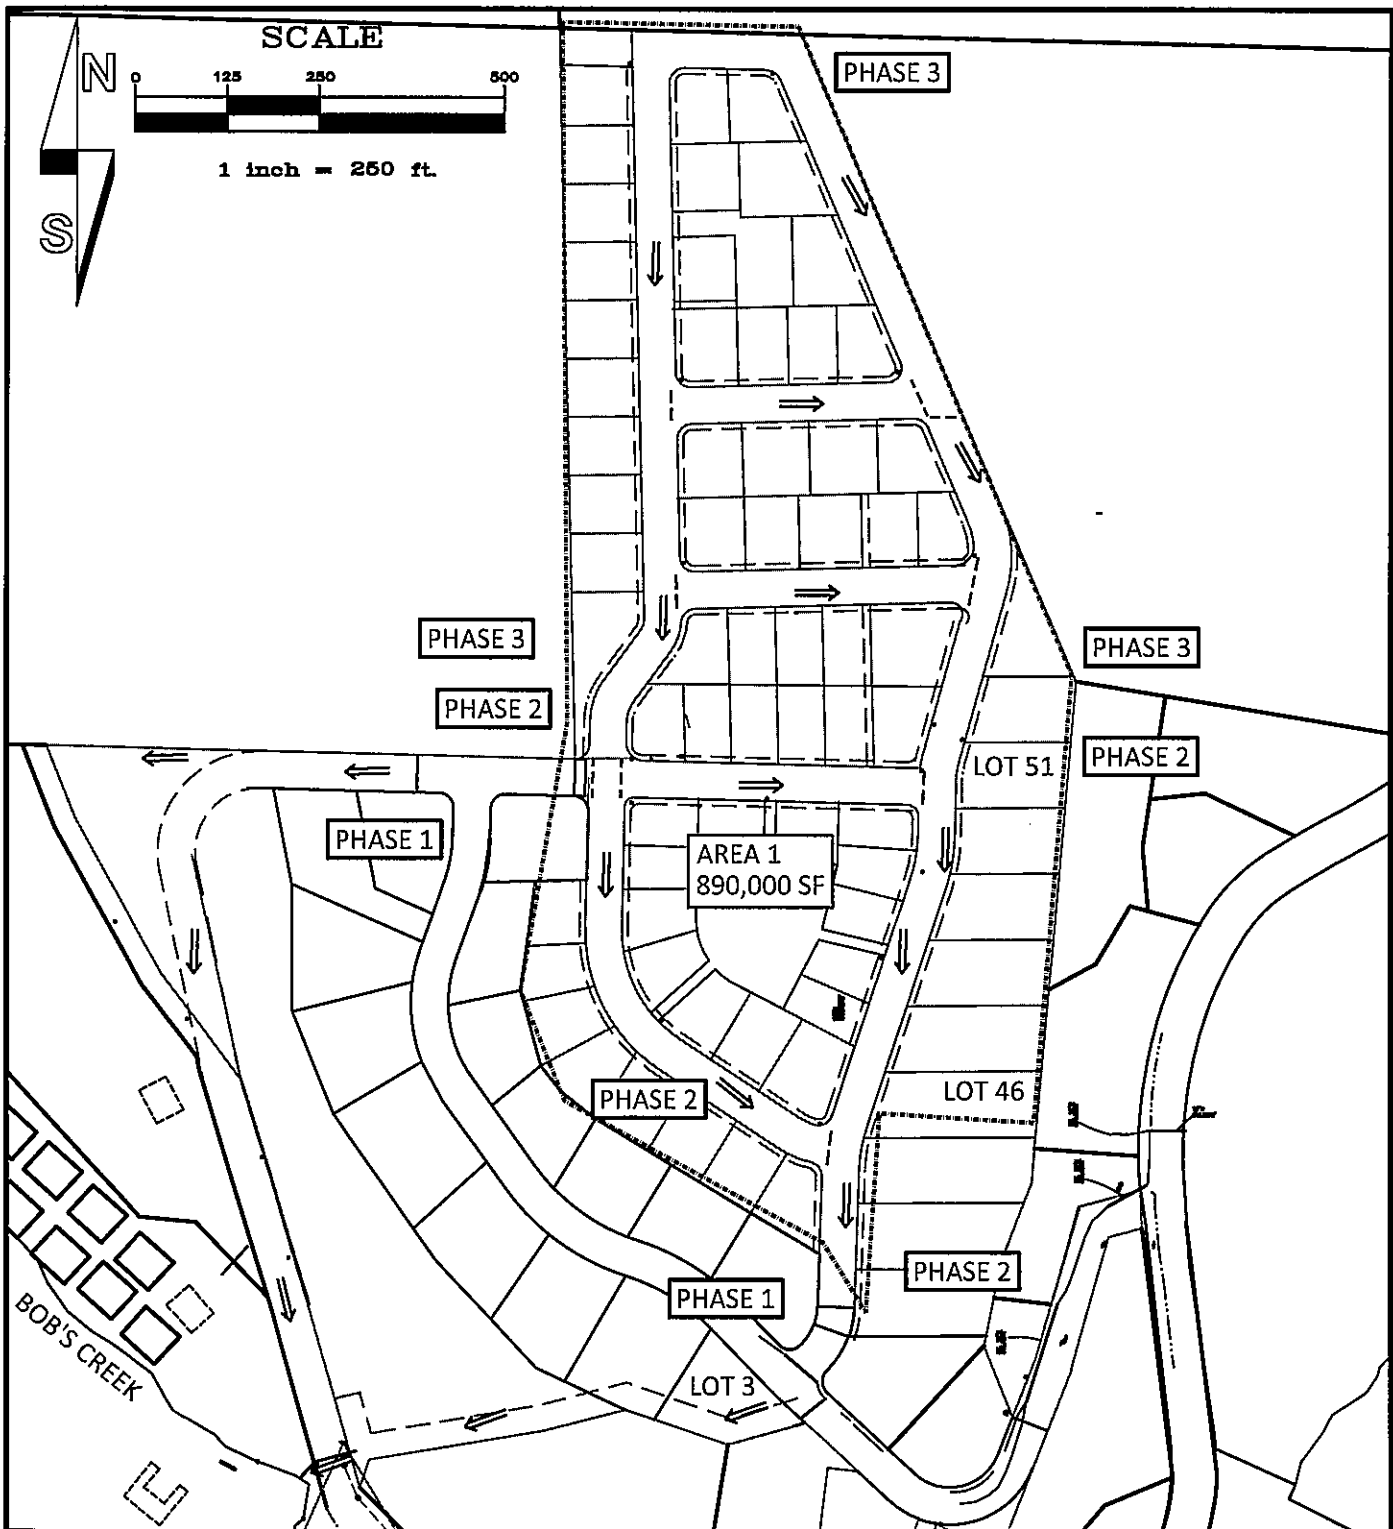 SCALE
N
0 125 250 500
1 inch = 250 ft.
S
PHASE 3
PHASE 3
PHASE 3
PHASE 2
PHASE 2
LOT 51
PHASE 1
AREA 1
890,000 SF
LOT 46
PHASE 2
PHASE 2
PHASE 1
BOB'S CREEK
LOT 3